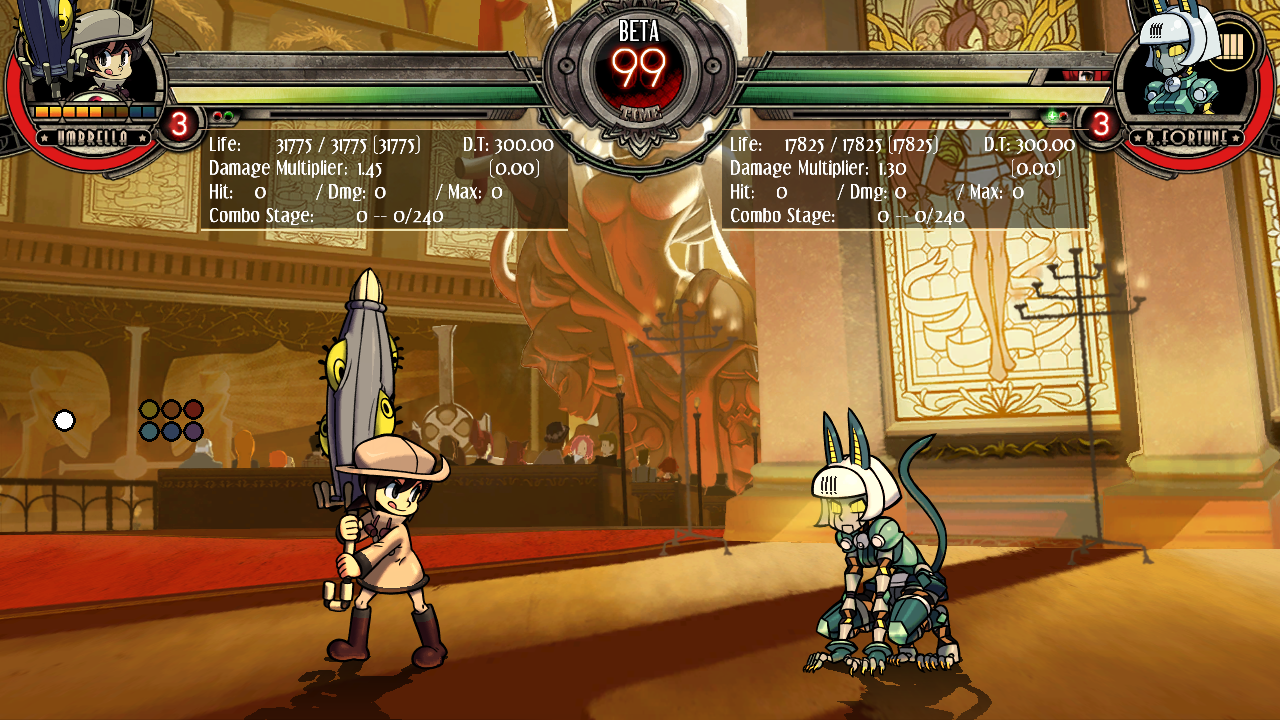 BETA
99
TIME
UMBRELLA
3
3
R.FORTUNE
Life: 31775 / 31775 (31775) D.T: 300.00
Damage Multiplier: 1.45 (0.00)
Hit: 0 / Dmg: 0 / Max: 0
Combo Stage: 0 -- 0/240
Life: 17825 / 17825 (17825) D.T: 300.00
Damage Multiplier: 1.30 (0.00)
Hit: 0 / Dmg: 0 / Max: 0
Combo Stage: 0 -- 0/240